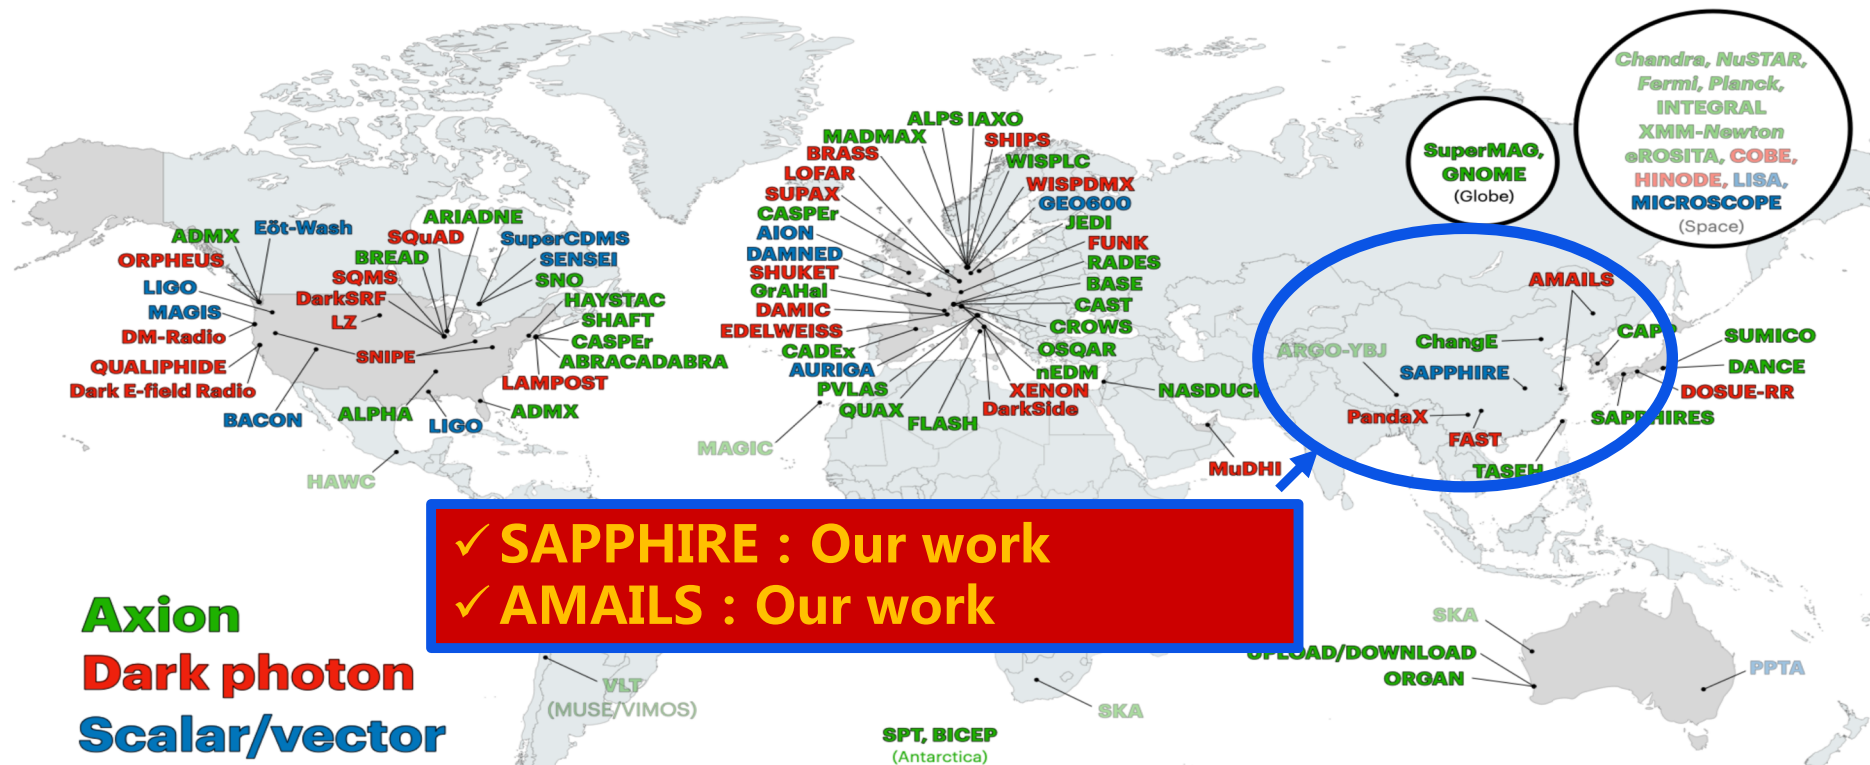 ADMX
Eöt-Wash
ORPHEUS
LIGO
MAGIS
DM-Radio
QUALIPHIDE
Dark E-field Radio
BACON
ARIADNE
SQuAD
BREAD
SQMS
DarkSRF
LZ
SNIPE
SuperCDMS
SENSEI
SNO
HAYSTAC
SHAFT
CASPEr
ABRACADABRA
LAMPOST
ADMX
ALPHA
LIGO
HAWC
ALPS IAXO
MADMAX
SHIPS
BRASS
WISPLC
LOFAR
WISPDMX
SUPAX
GEO600
CASPEr
JEDI
AION
FUNK
DAMNED
RADES
SHUKET
BASE
GrAHal
CAST
DAMIC
CROWS
EDELWEISS
OSQAR
CADEx
nEDM
AURIGA
XENON
PVLAS
DarkSide
QUAX
FLASH
NASDUCK
MAGIC
MuDHI
SuperMAG,
GNOME
(Globe)
Chandra, NuSTAR,
Fermi, Planck,
INTEGRAL
XMM-Newton
eROSITA, COBE,
HINODE, LISA,
MICROSCOPE
(Space)
AMAILS
ChangE
CAPP
SUMICO
ARGO-YBJ
SAPPHIRE
DANCE
DOSUE-RR
PandaX
FAST
SAPPHIRES
TASEH
✓ SAPPHIRE : Our work
✓ AMAILS : Our work
Axion
Dark photon
Scalar/vector
VLT
(MUSE/VIMOS)
SPT, BICEP
(Antarctica)
SKA
SKA
UPLOAD/DOWNLOAD
ORGAN
PPTA